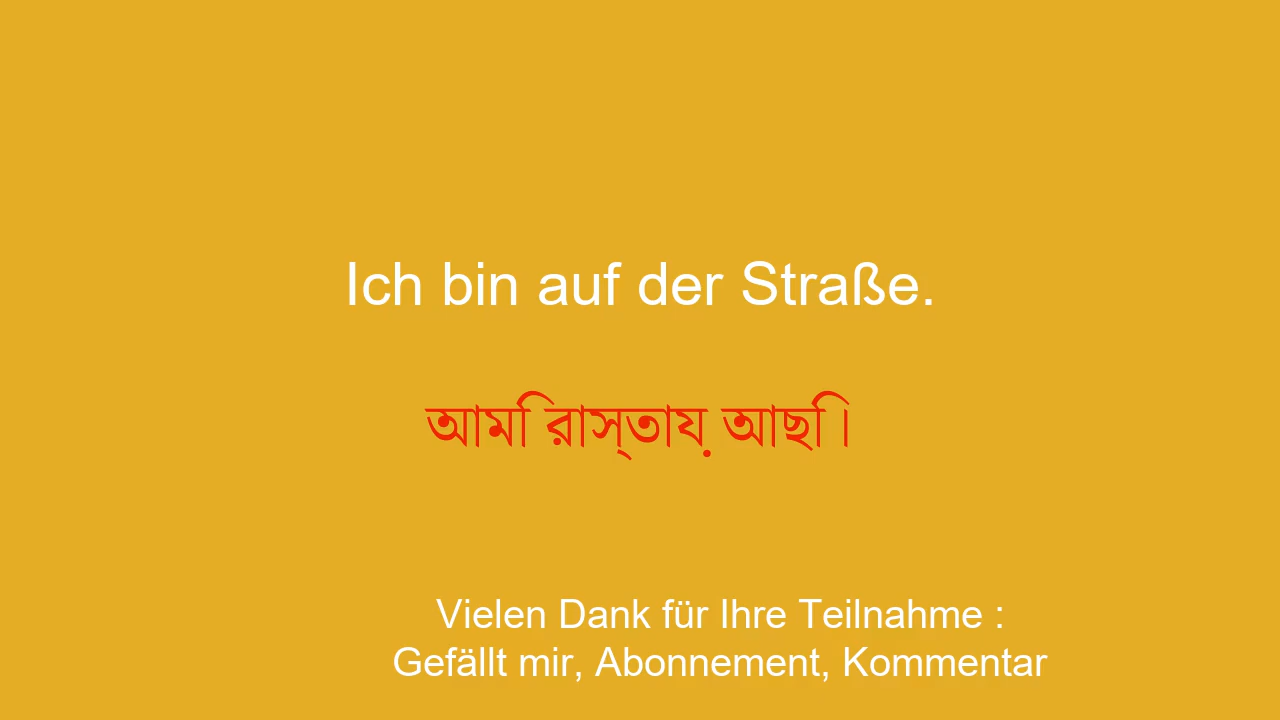 Ich bin auf der Straße.
আমি রাস্তায় আছি।
Vielen Dank für Ihre Teilnahme :
Gefällt mir, Abonnement, Kommentar